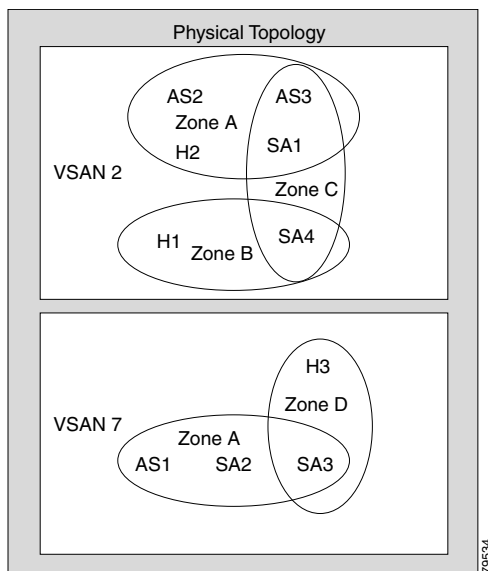 Physical Topology
AS2 AS3
Zone A
H2 SA1
VSAN 2
Zone C
H1 Zone B SA4
H3
Zone D
VSAN 7
Zone A
AS1 SA2 SA3
79534